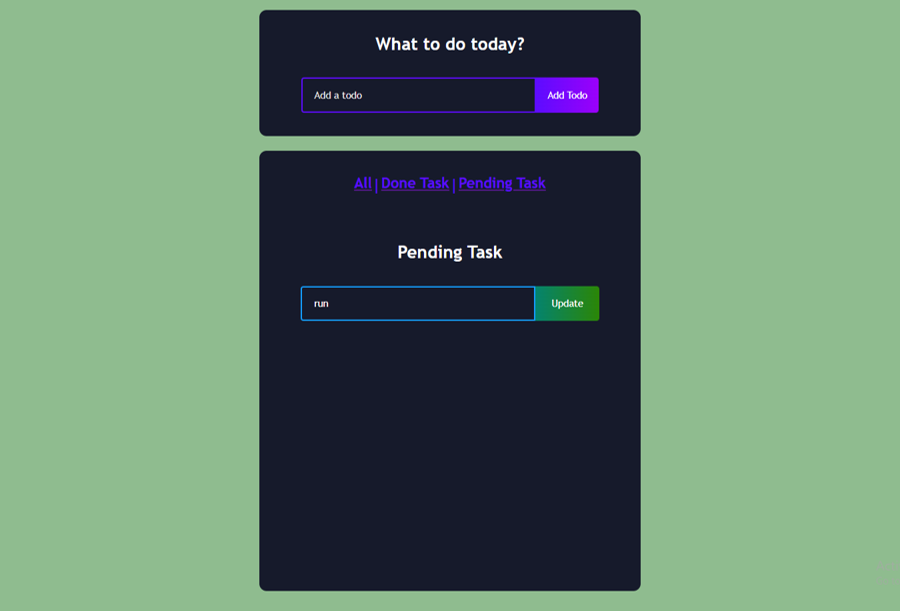 What to do today?
Add a todo Add Todo
All | Done Task | Pending Task
Pending Task
run Update